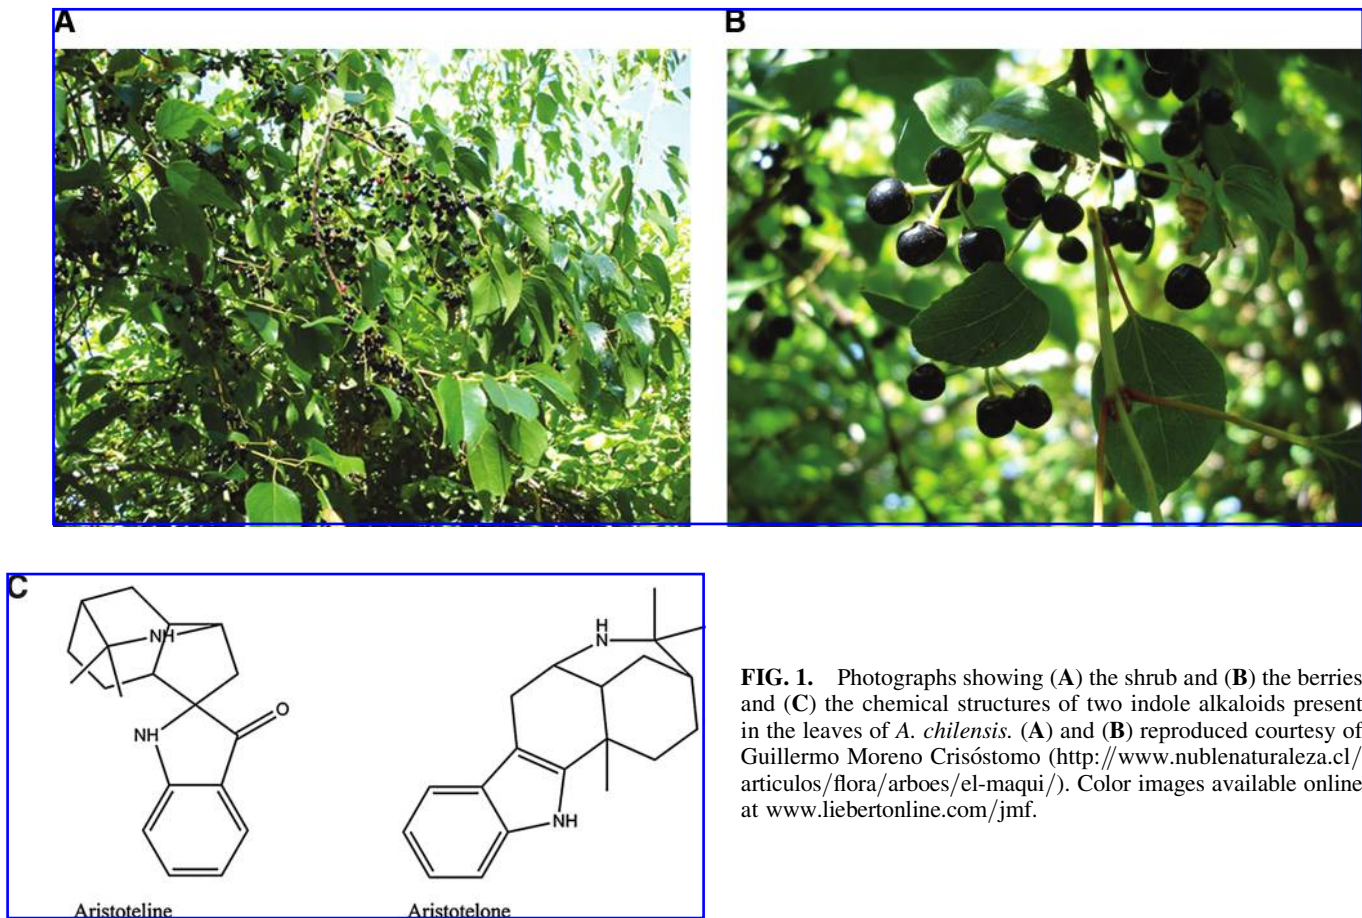 A
B
C
NH
NH
O
H
N
NH
Aristoteline
Aristotelone
FIG. 1. Photographs showing (A) the shrub and (B) the berries
and (C) the chemical structures of two indole alkaloids present
in the leaves of A. chilensis. (A) and (B) reproduced courtesy of
Guillermo Moreno Crisóstomo (http://www.nublenaturaleza.cl/
articulos/flora/arboes/el-maqui/). Color images available online
at www.liebertonline.com/jmf.